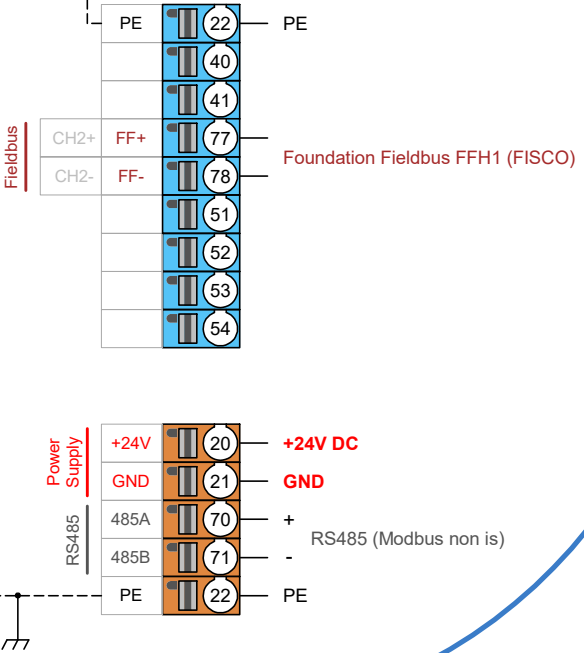 PE 22 PE
40
41
CH2+ FF+ 77
Fieldbus
Foundation Fieldbus FFH1 (FISCO)
CH2- FF- 78
51
52
53
54
Power
Supply
+24V 20 +24V DC
GND 21 GND
RS485
485A 70 +
RS485 (Modbus non is)
485B 71 -
PE 22 PE